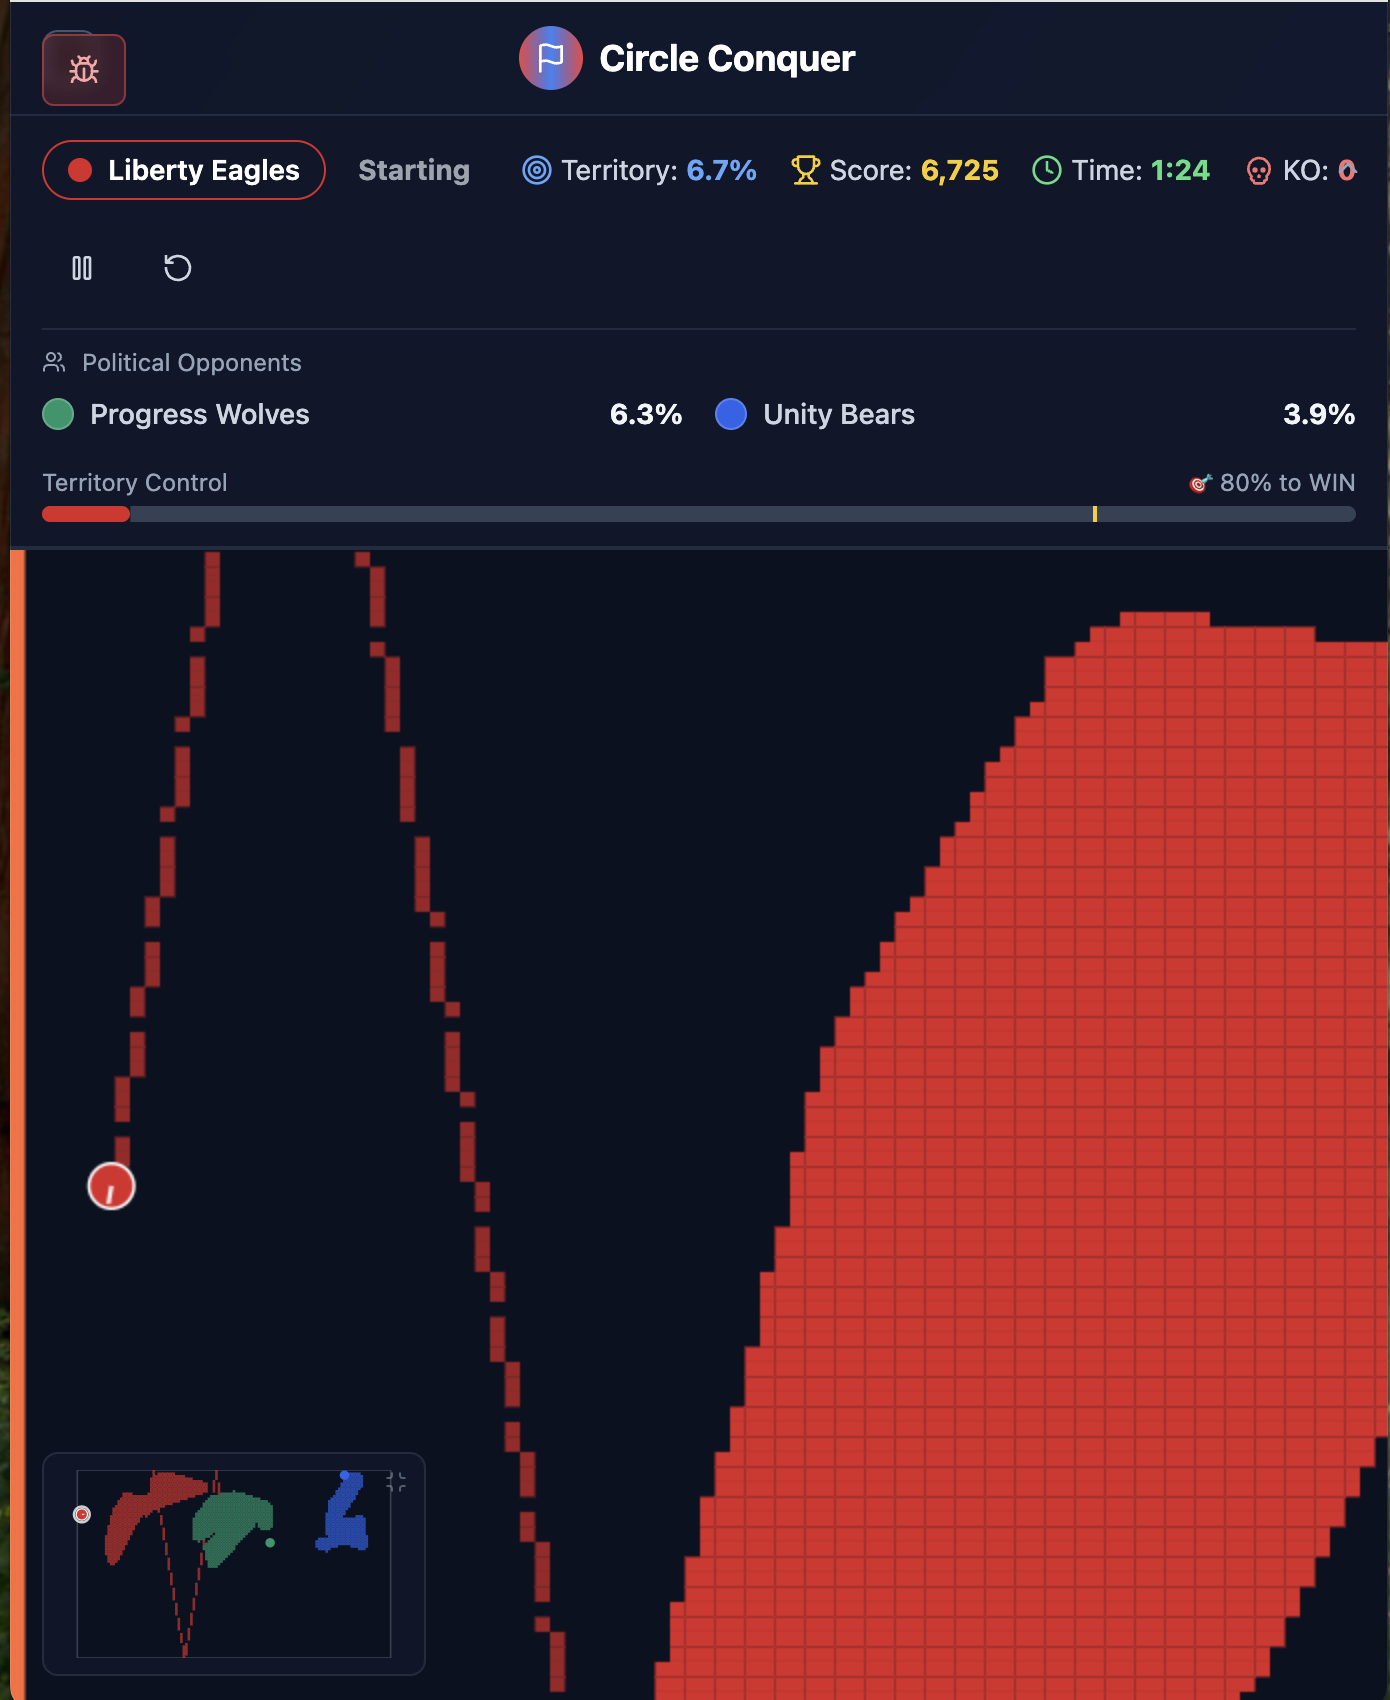 Circle Conquer
Liberty Eagles Starting Territory: 6.7% Score: 6,725 Time: 1:24 KO: 0
Political Opponents
Progress Wolves 6.3% Unity Bears 3.9%
Territory Control 80% to WIN